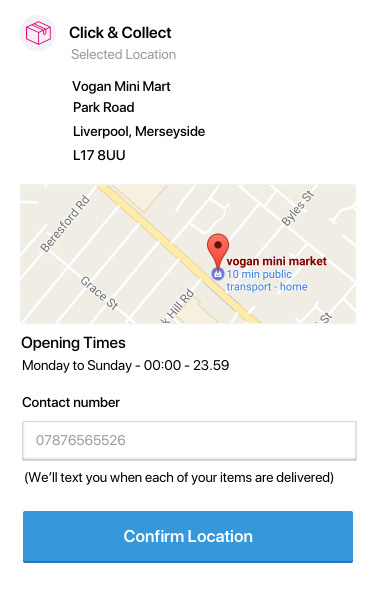 Click & Collect
Selected Location
Vogan Mini Mart
Park Road
Liverpool, Merseyside
L17 8UU
Beresford Rd
Byles St
vogan mini market
10 min public
transport - home
Grace St
k Hill Rd
St
Opening Times
Monday to Sunday - 00:00 - 23.59
Contact number
07876565526
(We’ll text you when each of your items are delivered)
Confirm Location